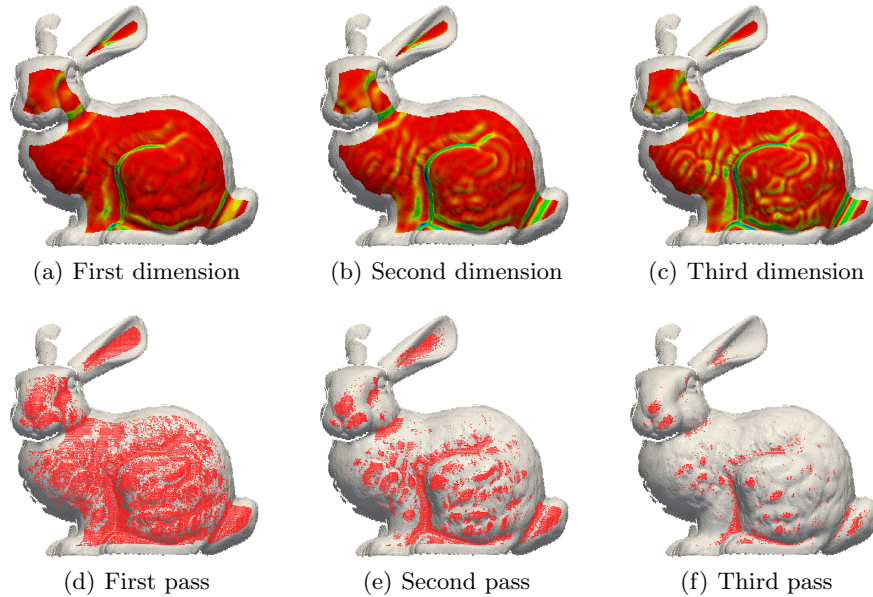 (a) First dimension
(b) Second dimension
(c) Third dimension
(d) First pass
(e) Second pass
(f) Third pass